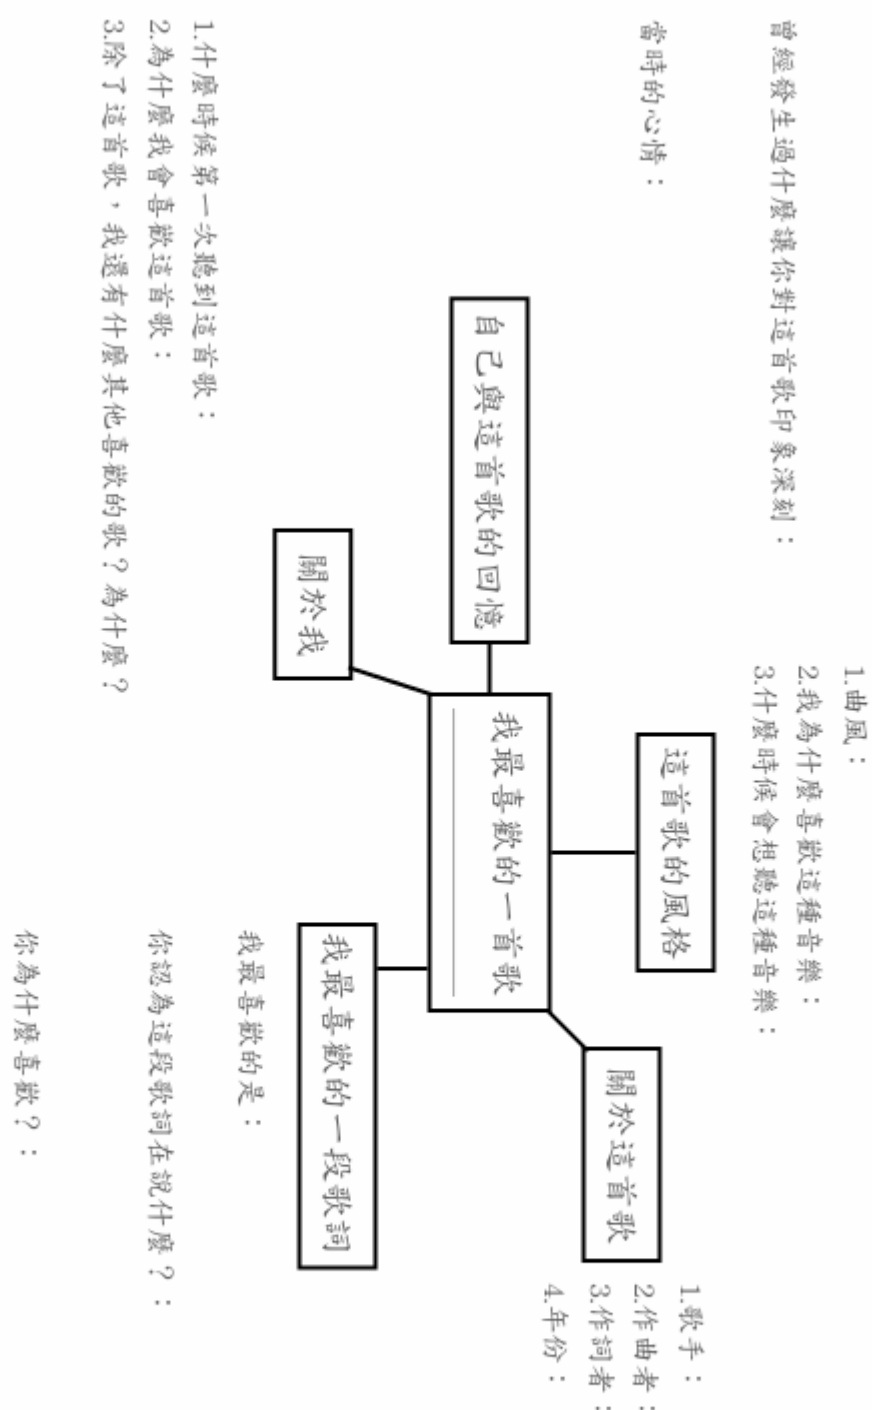 曾經發生過什麼讓你對這首歌印象深刻：
當時的心情：
自己與這首歌的回憶
1.曲風：
2.我為什麼喜歡這種音樂：
3.什麼時候會想聽這種音樂：
這首歌的風格
關於這首歌
1.歌手：
2.作曲者：
3.作詞者：
4.年份：
我最喜歡的一首歌
關於我
1.什麼時候第一次聽到這首歌：
2.為什麼我會喜歡這首歌：
3.除了這首歌，我還有什麼其他喜歡的歌？為什麼？
我最喜歡的一段歌詞
我最喜歡的是：
你認為這段歌詞在說什麼？：
你為什麼喜歡？：